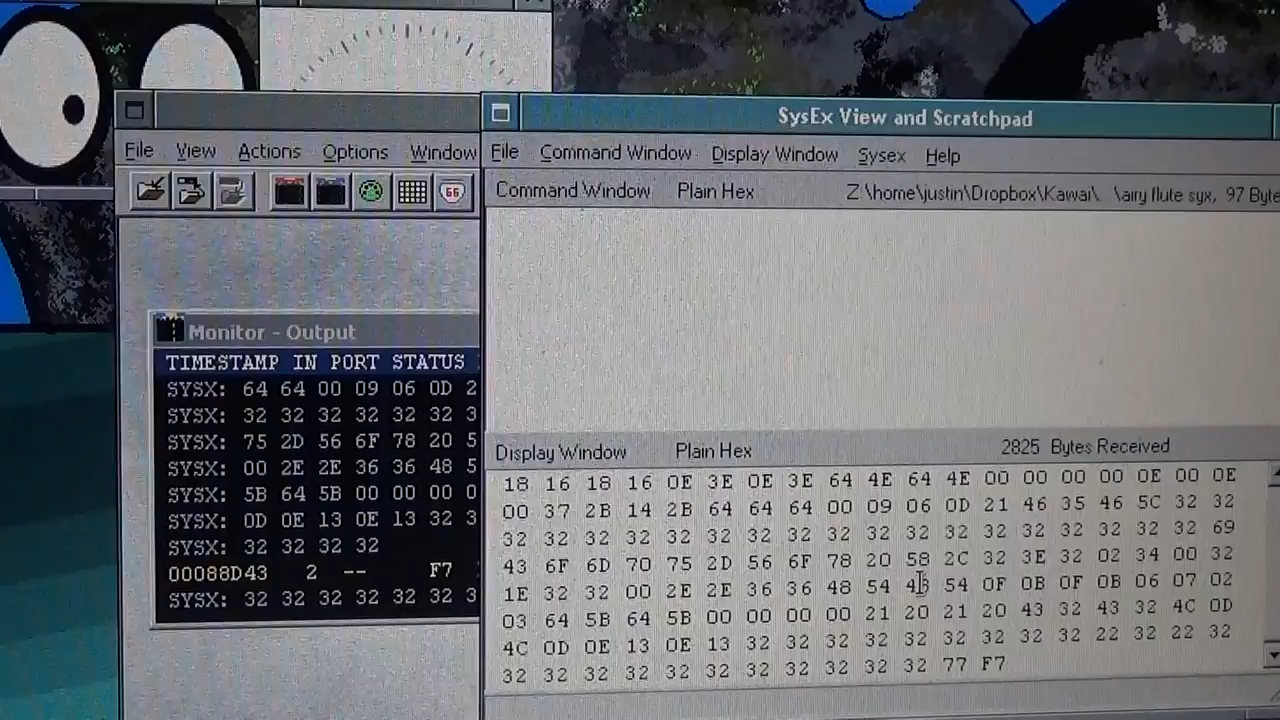 File View Actions Options Window
66
Monitor - Output
TIMESTAMP IN PORT STATUS
SYSX: 64 64 00 09 06 0D 2
SYSX: 32 32 32 32 32 32 3
SYSX: 75 2D 56 6F 78 20 5
SYSX: 00 2E 2E 36 36 48 5
SYSX: 5B 64 5B 00 00 00 0
SYSX: 0D 0E 13 0E 13 32 3
SYSX: 32 32 32 32
00088D43 2 -- F7
SYSX: 32 32 32 32 32 32 3
SysEx View and Scratchpad
File Command Window Display Window Sysex Help
Command Window Plain Hex Z:\home\justin\Dropbox\Kawai\ \airy flute syx, 97 Byte
Display Window Plain Hex 2825 Bytes Received
18 16 18 16 0E 3E 0E 3E 64 4E 64 4E 00 00 00 00 0E 00 0E
00 37 2B 14 2B 64 64 64 00 09 06 0D 21 46 35 46 5C 32 32
32 32 32 32 32 32 32 32 32 32 32 32 32 32 32 32 32 32 69
43 6F 6D 70 75 2D 56 6F 78 20 58 2C 32 3E 32 02 34 00 32
1E 32 32 00 2E 2E 36 36 48 54 54 0F 0B 0F 0B 06 07 02
03 64 5B 64 5B 00 00 00 00 21 20 21 20 43 32 43 32 4C 0D
4C 0D 0E 13 0E 13 32 32 32 32 32 32 32 32 32 22 32 22 32
32 32 32 32 32 32 32 32 32 32 32 77 F7